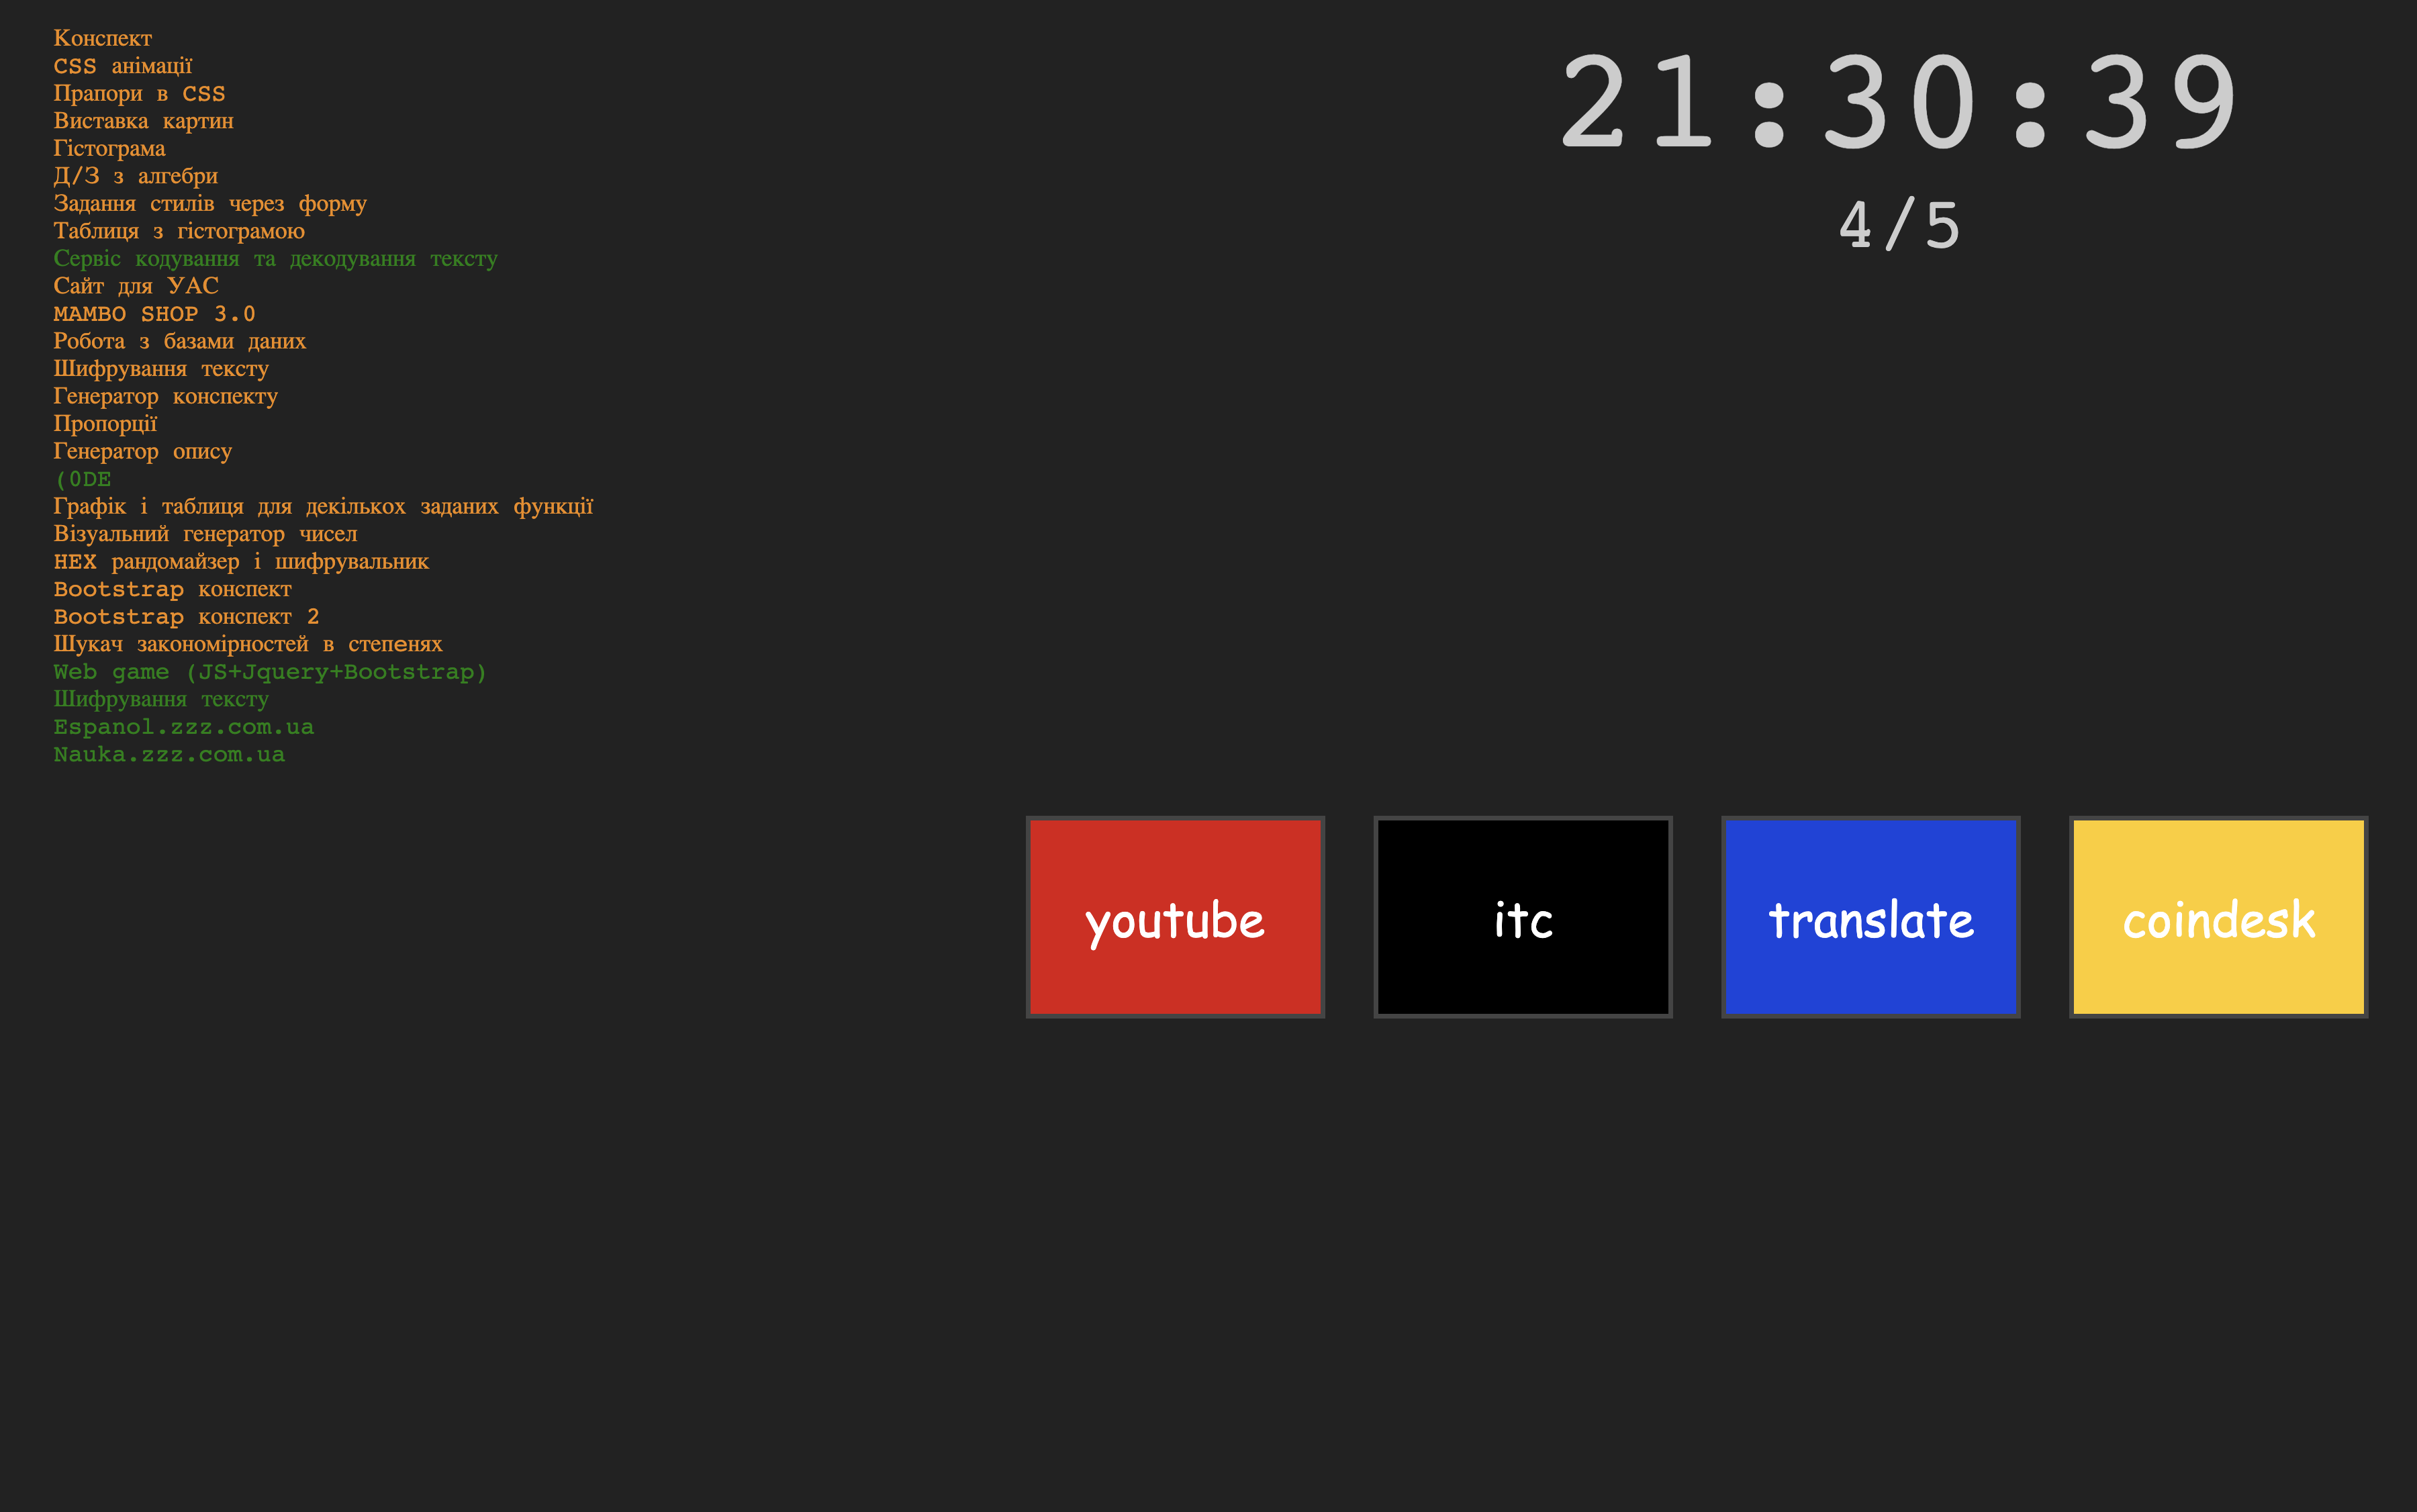 Конспект
CSS анімації
Прапори в CSS
Виставка картин
Гістограма
Д/З з алгебри
Задання стилів через форму
Таблиця з гістограмою
Сервіс кодування та декодування тексту
Сайт для УАС
MAMBO SHOP 3.0
Робота з базами даних
Шифрування тексту
Генератор конспекту
Пропорції
Генератор опису
(0DE
Графік і таблиця для декількох заданих функції
Візуальний генератор чисел
HEX рандомайзер і шифрувальник
Bootstrap конспект
Bootstrap конспект 2
Шукач закономірностей в степенях
Web game (JS+Jquery+Bootstrap)
Шифрування тексту
Espanol.zzz.com.ua
Nauka.zzz.com.ua
21:30:39
4/5
youtube
itc
translate
coindesk